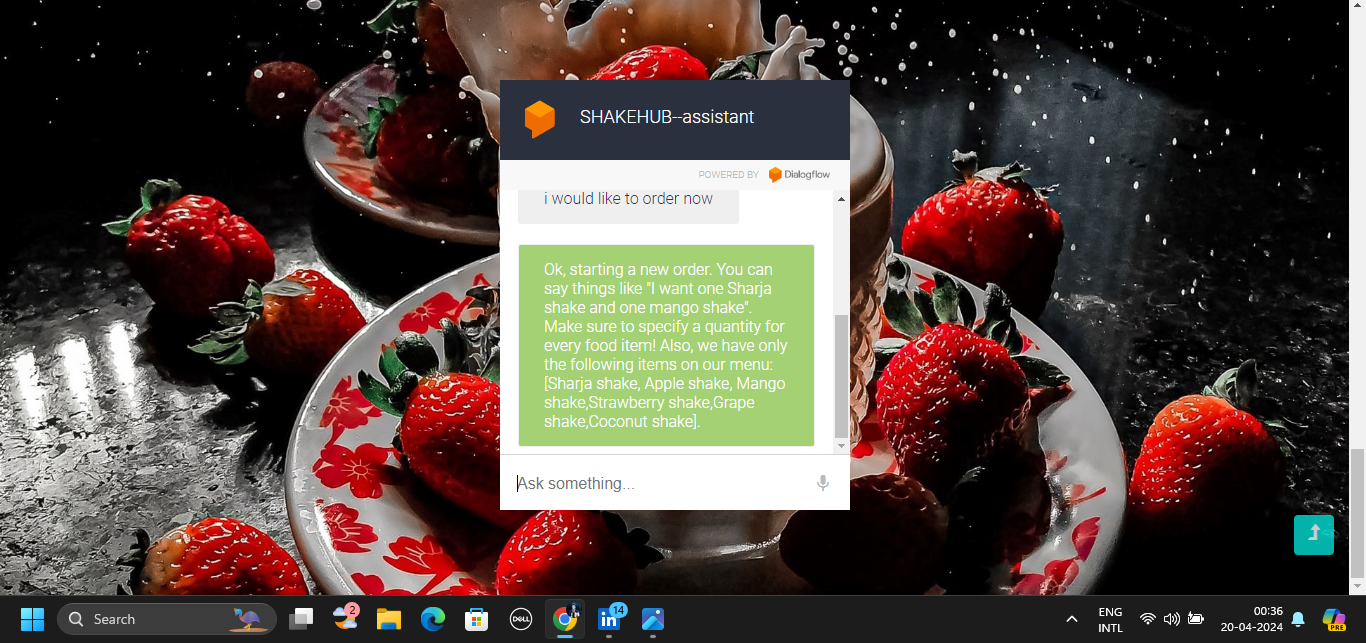 SHAKEHUB--assistant
POWERED BY Dialogflow
i would like to order now
Ok, starting a new order. You can
say things like "I want one Sharja
shake and one mango shake".
Make sure to specify a quantity for
every food item! Also, we have only
the following items on our menu:
[Sharja shake, Apple shake, Mango
shake,Strawberry shake,Grape
shake,Coconut shake].
Ask something...
Search
2
DELL
in 14
ENG
INTL
00:36
20-04-2024
PRE